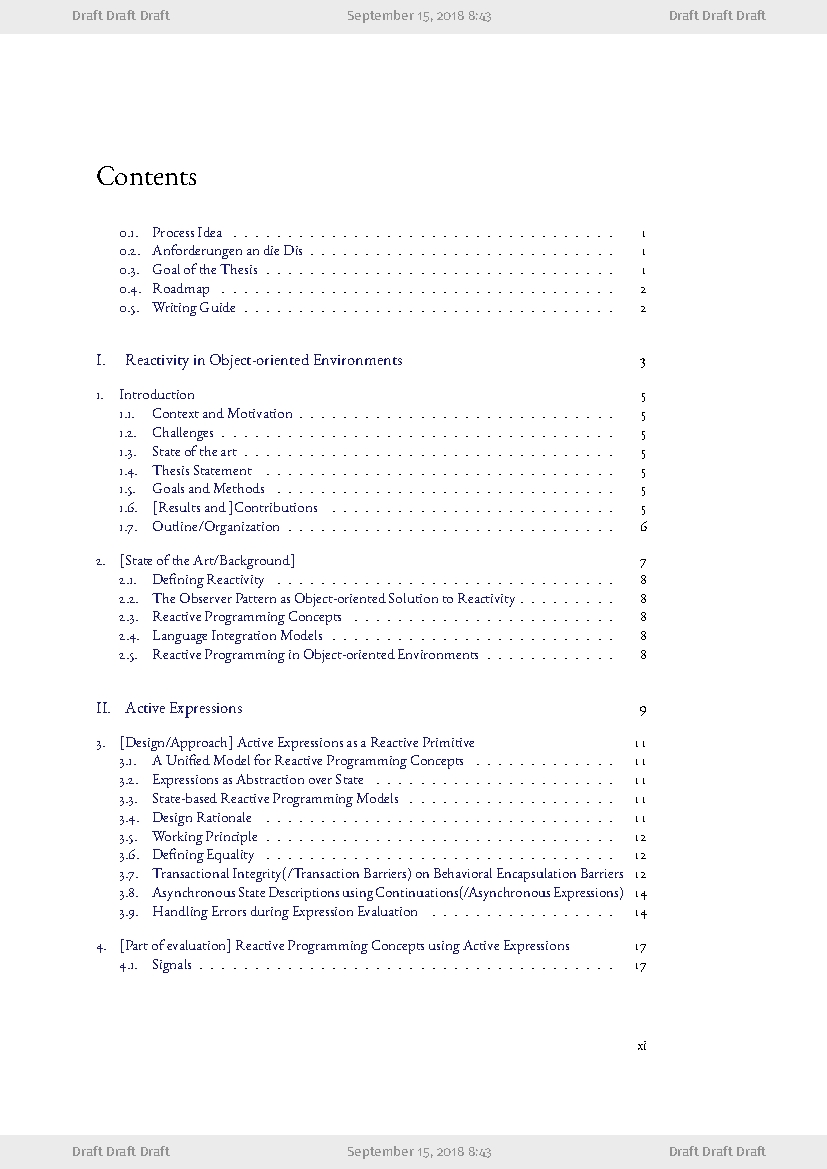 Draft Draft Draft September 15, 2018 8:43 Draft Draft Draft
Contents
0.1. Process Idea . . . . . . . . . . . . . . . . . . . . . . . . . . . . . . . . . . . 1
0.2. Anforderungen an die Dis . . . . . . . . . . . . . . . . . . . . . . . . . . . . 1
0.3. Goal of the Thesis . . . . . . . . . . . . . . . . . . . . . . . . . . . . . . . . 1
0.4. Roadmap . . . . . . . . . . . . . . . . . . . . . . . . . . . . . . . . . . . . 2
0.5. Writing Guide . . . . . . . . . . . . . . . . . . . . . . . . . . . . . . . . . . 2
I. Reactivity in Object-oriented Environments 3
1. Introduction 5
1.1. Context and Motivation . . . . . . . . . . . . . . . . . . . . . . . . . . . . . 5
1.2. Challenges . . . . . . . . . . . . . . . . . . . . . . . . . . . . . . . . . . . . 5
1.3. State of the art . . . . . . . . . . . . . . . . . . . . . . . . . . . . . . . . . . 5
1.4. Thesis Statement . . . . . . . . . . . . . . . . . . . . . . . . . . . . . . . . 5
1.5. Goals and Methods . . . . . . . . . . . . . . . . . . . . . . . . . . . . . . . 5
1.6. [Results and ]Contributions . . . . . . . . . . . . . . . . . . . . . . . . . . 5
1.7. Outline/Organization . . . . . . . . . . . . . . . . . . . . . . . . . . . . . . 6
2. [State of the Art/Background] 7
2.1. Defining Reactivity . . . . . . . . . . . . . . . . . . . . . . . . . . . . . . . 8
2.2. The Observer Pattern as Object-oriented Solution to Reactivity . . . . . . . . . 8
2.3. Reactive Programming Concepts . . . . . . . . . . . . . . . . . . . . . . . . 8
2.4. Language Integration Models . . . . . . . . . . . . . . . . . . . . . . . . . . 8
2.5. Reactive Programming in Object-oriented Environments . . . . . . . . . . . . 8
II. Active Expressions 9
3. [Design/Approach] Active Expressions as a Reactive Primitive 11
3.1. A Unified Model for Reactive Programming Concepts . . . . . . . . . . . . . 11
3.2. Expressions as Abstraction over State . . . . . . . . . . . . . . . . . . . . . . 11
3.3. State-based Reactive Programming Models . . . . . . . . . . . . . . . . . . . 11
3.4. Design Rationale . . . . . . . . . . . . . . . . . . . . . . . . . . . . . . . . 11
3.5. Working Principle . . . . . . . . . . . . . . . . . . . . . . . . . . . . . . . . 12
3.6. Defining Equality . . . . . . . . . . . . . . . . . . . . . . . . . . . . . . . . 12
3.7. Transactional Integrity(/Transaction Barriers) on Behavioral Encapsulation Barriers 12
3.8. Asynchronous State Descriptions using Continuations(/Asynchronous Expressions) 14
3.9. Handling Errors during Expression Evaluation . . . . . . . . . . . . . . . . . 14
4. [Part of evaluation] Reactive Programming Concepts using Active Expressions 17
4.1. Signals . . . . . . . . . . . . . . . . . . . . . . . . . . . . . . . . . . . . . . 17
xi
Draft Draft Draft September 15, 2018 8:43 Draft Draft Draft